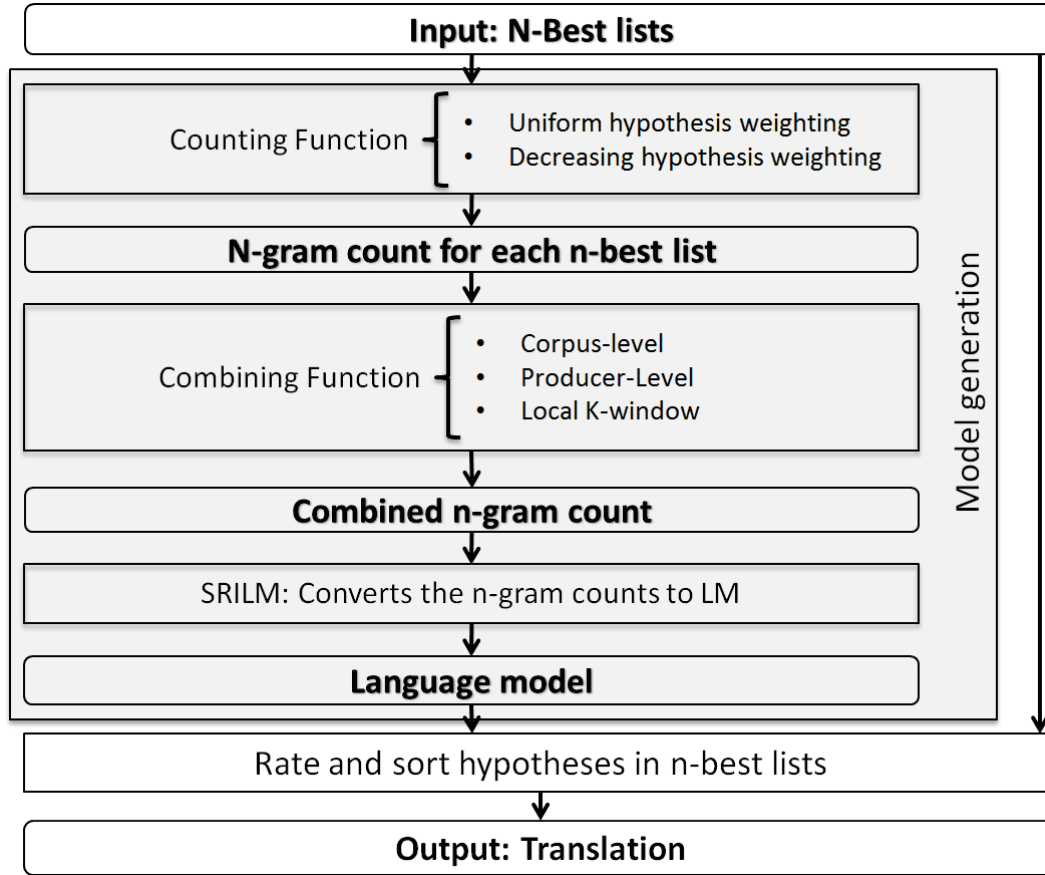 Input: N-Best lists
Counting Function
• Uniform hypothesis weighting
• Decreasing hypothesis weighting
N-gram count for each n-best list
Combining Function
• Corpus-level
• Producer-Level
• Local K-window
Combined n-gram count
SRILM: Converts the n-gram counts to LM
Language model
Model generation
Rate and sort hypotheses in n-best lists
Output: Translation